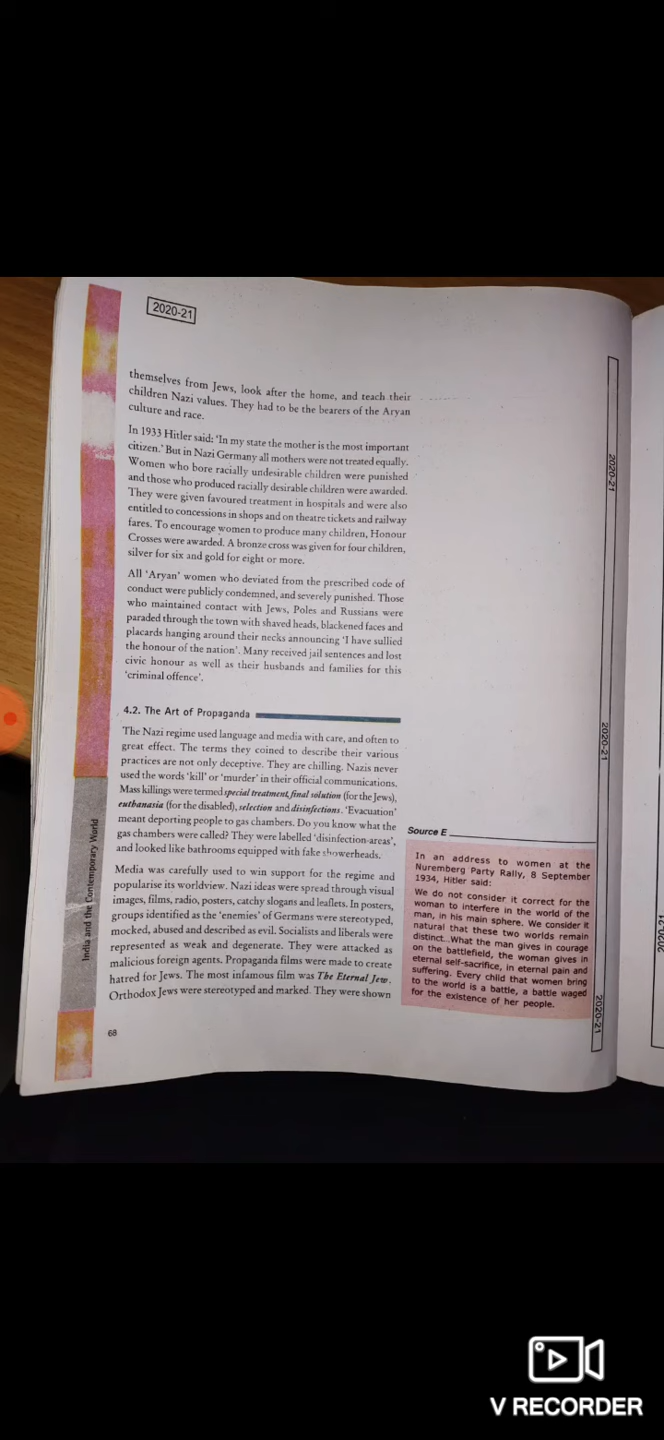 2020-21
themselves from Jews, look after the home, and teach their
children Nazi values. They had to be the bearers of the Aryan
culture and race.
In 1933 Hitler said: 'In my state the mother is the most important
citizen.' But in Nazi Germany all mothers were not treated equally.
Women who bore racially undesirable children were punished
and those who produced racially desirable children were awarded.
They were given favoured treatment in hospitals and were also
entitled to concessions in shops and on theatre tickets and railway
fares. To encourage women to produce many children, Honour
Crosses were awarded. A bronze cross was given for four children,
silver for six and gold for eight or more.
All 'Aryan' women who deviated from the prescribed code of
conduct were publicly condemned, and severely punished. Those
who maintained contact with Jews, Poles and Russians were
paraded through the town with shaved heads, blackened faces and
placards hanging around their necks announcing 'I have sullied
the honour of the nation'. Many received jail sentences and lost
civic honour as well as their husbands and families for this
'criminal offence'.
4.2. The Art of Propaganda
The Nazi regime used language and media with care, and often to
great effect. The terms they coined to describe their various
practices are not only deceptive. They are chilling. Nazis never
used the words 'kill' or 'murder' in their official communications.
Mass killings were termed special treatment, final solution (for the Jews),
euthanasia (for the disabled), selection and disinfections. 'Evacuation'
meant deporting people to gas chambers. Do you know what the
gas chambers were called? They were labelled 'disinfection-areas',
and looked like bathrooms equipped with fake showerheads.
Media was carefully used to win support for the regime and
popularise its worldview. Nazi ideas were spread through visual
images, films, radio, posters, catchy slogans and leaflets. In posters,
groups identified as the 'enemies' of Germans were stereotyped,
mocked, abused and described as evil. Socialists and liberals were
represented as weak and degenerate. They were attacked as
malicious foreign agents. Propaganda films were made to create
hatred for Jews. The most infamous film was The Eternal Jew.
Orthodox Jews were stereotyped and marked. They were shown
Source E
In an address to women at the
Nuremberg Party Rally, 8 September
1934, Hitler said:
We do not consider it correct for the
woman to interfere in the world of the
man, in his main sphere. We consider it
natural that these two worlds remain
distinct...What the man gives in courage
on the battlefield, the woman gives in
eternal self-sacrifice, in eternal pain and
suffering. Every child that women bring
to the world is a battle, a battle waged
for the existence of her people.
India and the Contemporary World
68
2020-21
2020-21
2020-21
2020-21
V RECORDER